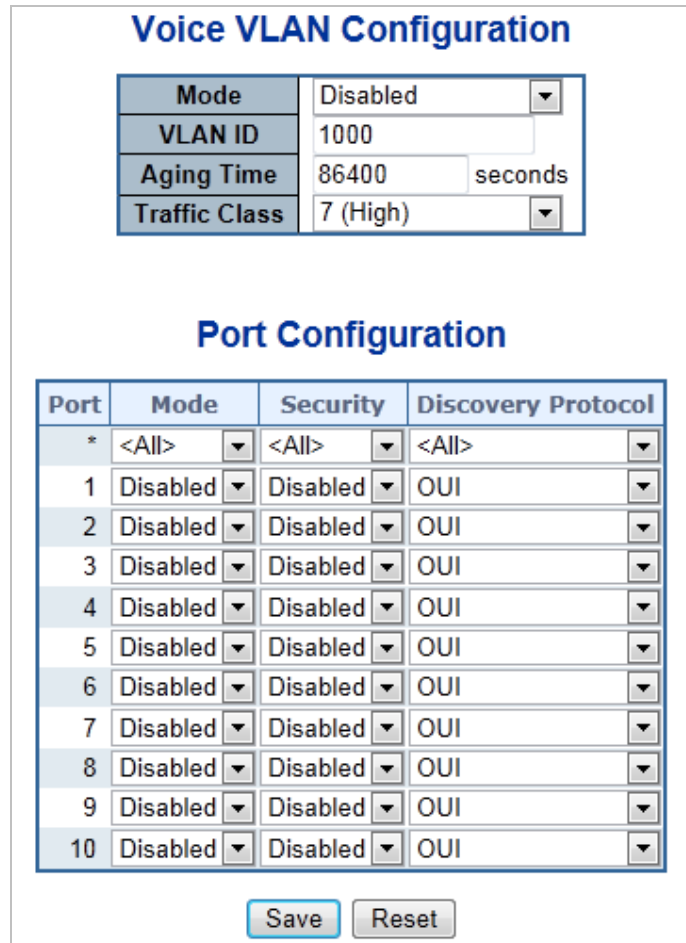 Voice VLAN Configuration
Mode Disabled
VLAN ID 1000
Aging Time 86400 seconds
Traffic Class 7 (High)
Port Configuration
Port Mode Security Discovery Protocol
* <All> <All> <All>
1 Disabled Disabled OUI
2 Disabled Disabled OUI
3 Disabled Disabled OUI
4 Disabled Disabled OUI
5 Disabled Disabled OUI
6 Disabled Disabled OUI
7 Disabled Disabled OUI
8 Disabled Disabled OUI
9 Disabled Disabled OUI
10 Disabled Disabled OUI
Save Reset